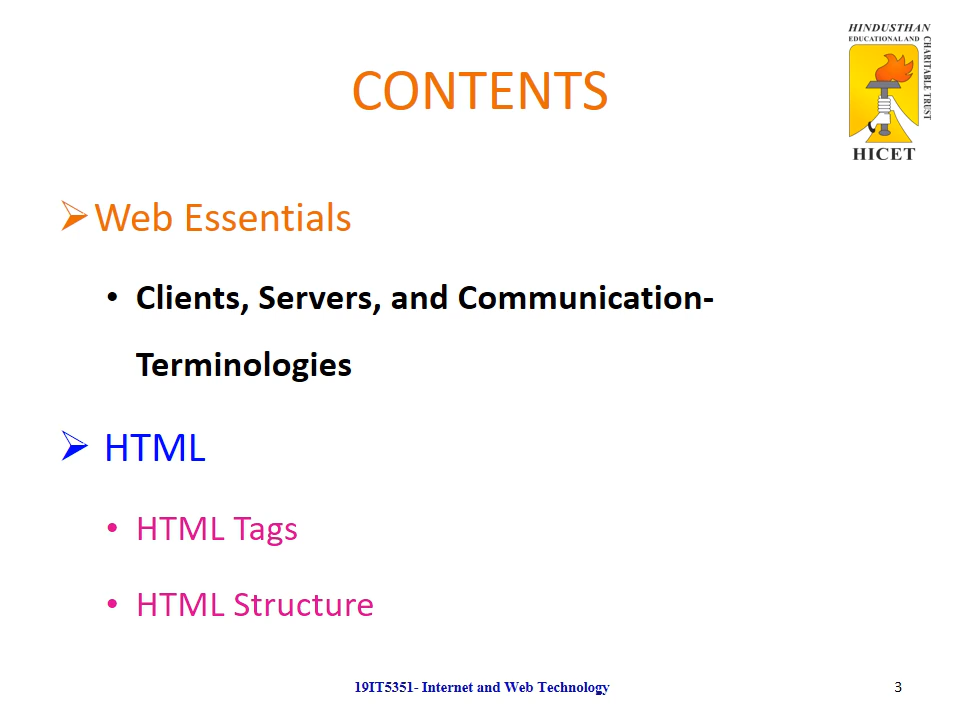 HINDUSTHAN
EDUCATIONAL AND
CHARITABLE TRUST
HICET
CONTENTS
➢Web Essentials
• Clients, Servers, and Communication-
Terminologies
➢ HTML
• HTML Tags
• HTML Structure
19IT5351- Internet and Web Technology
3